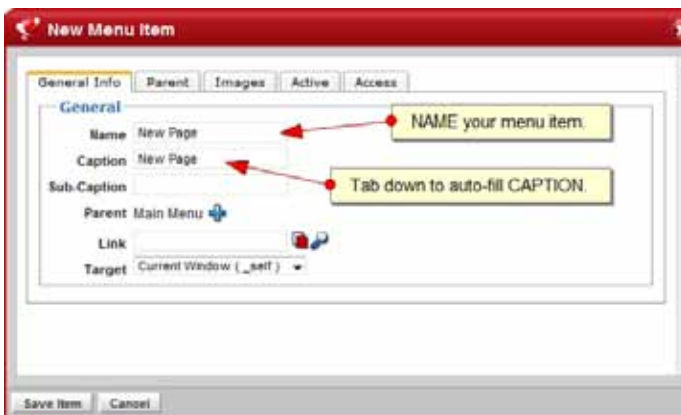 New Menu Item
General Info Parent Images Active Access
General
Name New Page
NAME your menu item.
Caption New Page
Tab down to auto-fill CAPTION.
Sub-Caption
Parent Main Menu
Link
Target Current Window ( _self )
Save Item Cancel